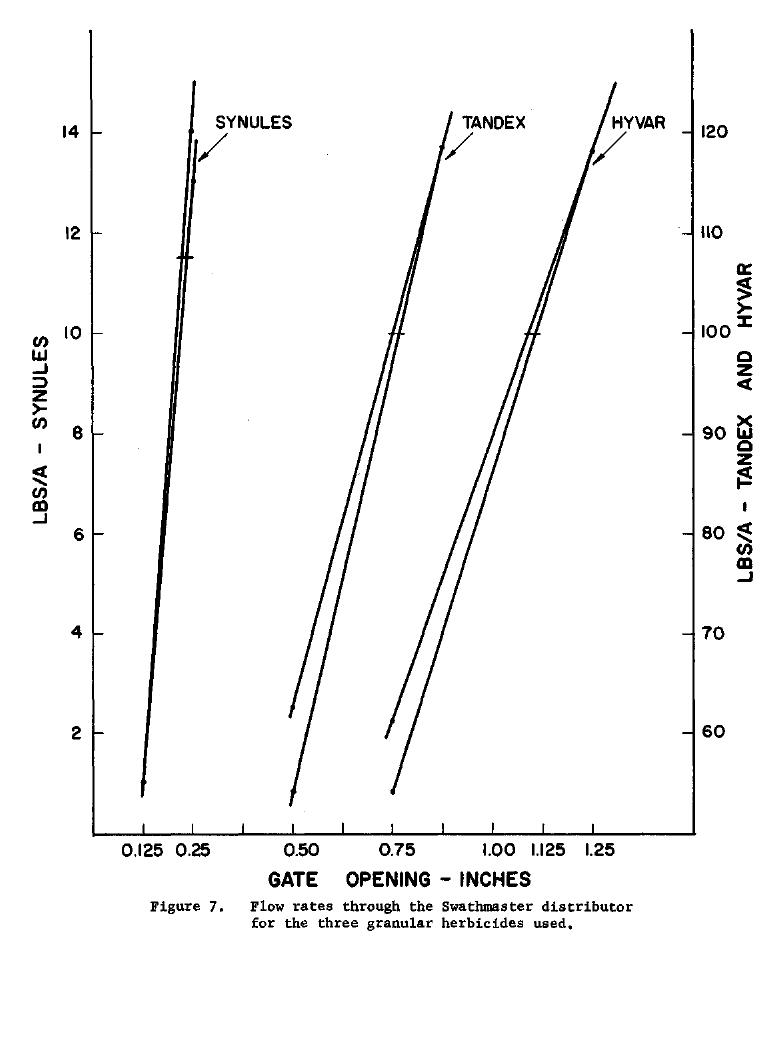 SYNULES
TANDEX
HYVAR
14
12
10
8
6
4
2
120
110
100
90
80
70
60
LBS/A - SYNULES
LBS/A - TANDEX AND HYVAR
0.125 0.25 0.50 0.75 1.00 1.125 1.25
GATE OPENING - INCHES
Figure 7. Flow rates through the Swathmaster distributor
for the three granular herbicides used.